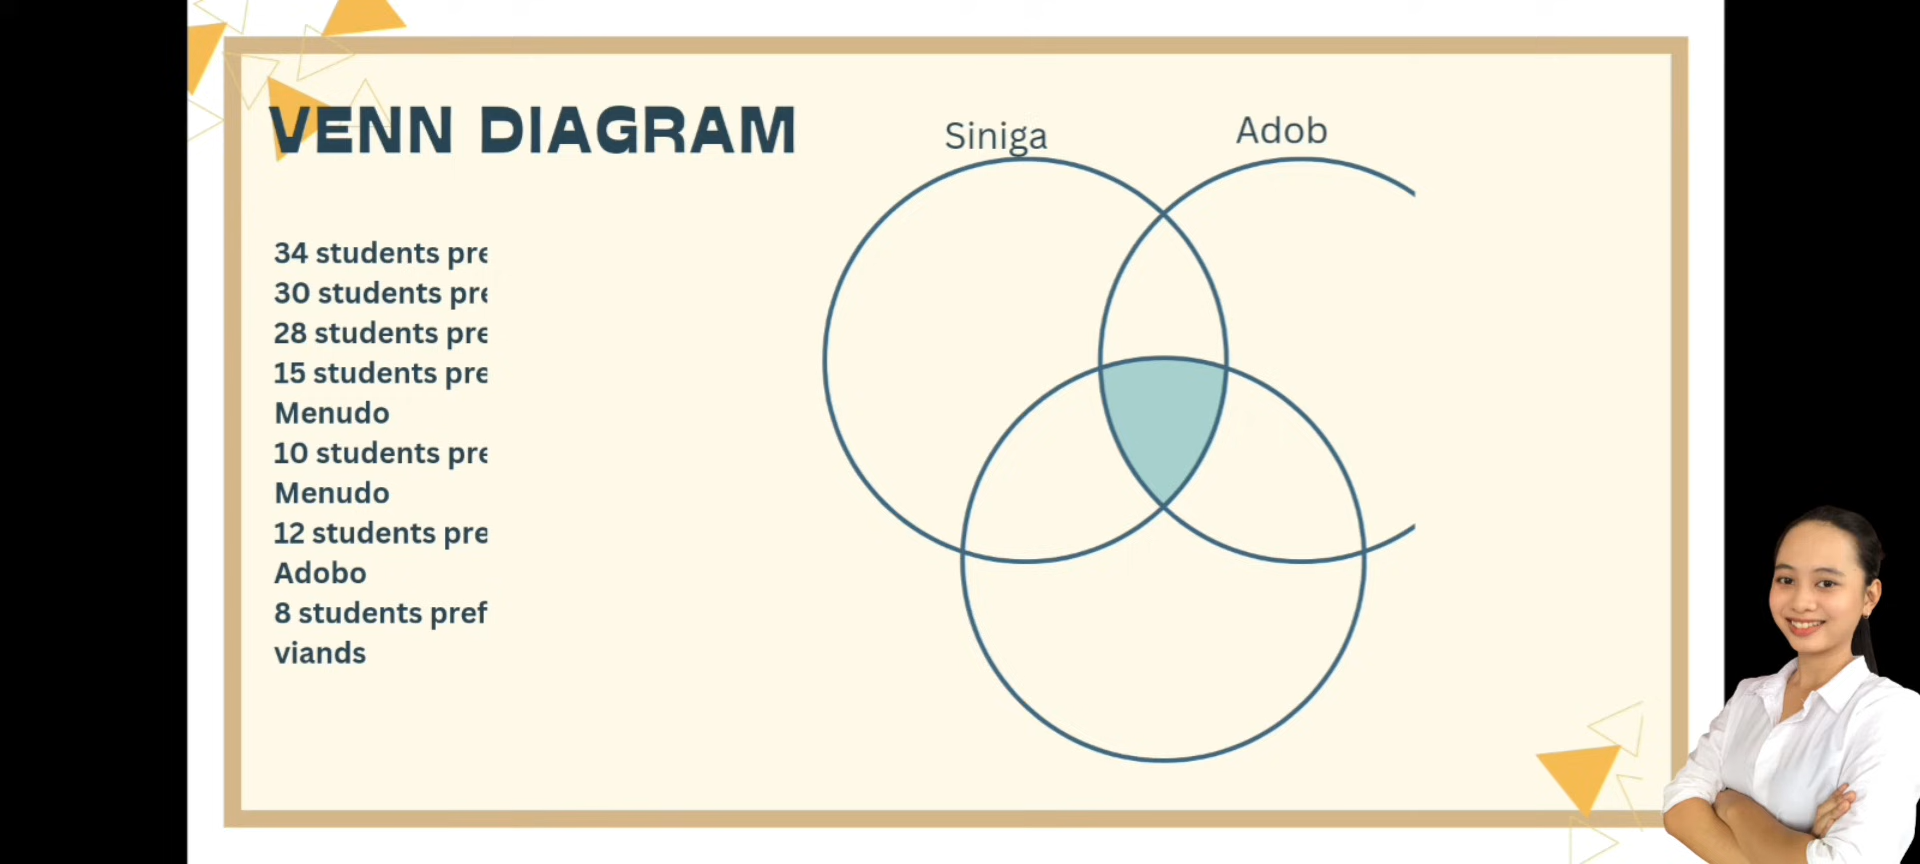 VENN DIAGRAM
Siniga
Adob
34 students pre
30 students pre
28 students pre
15 students pre
Menudo
10 students pre
Menudo
12 students pre
Adobo
8 students pref
viands